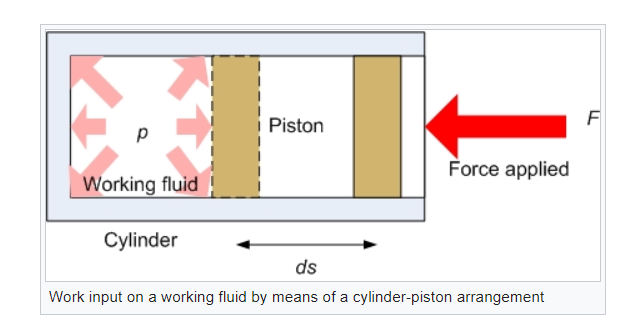 p
Piston
F
Working fluid
Force applied
Cylinder
ds
Work input on a working fluid by means of a cylinder-piston arrangement